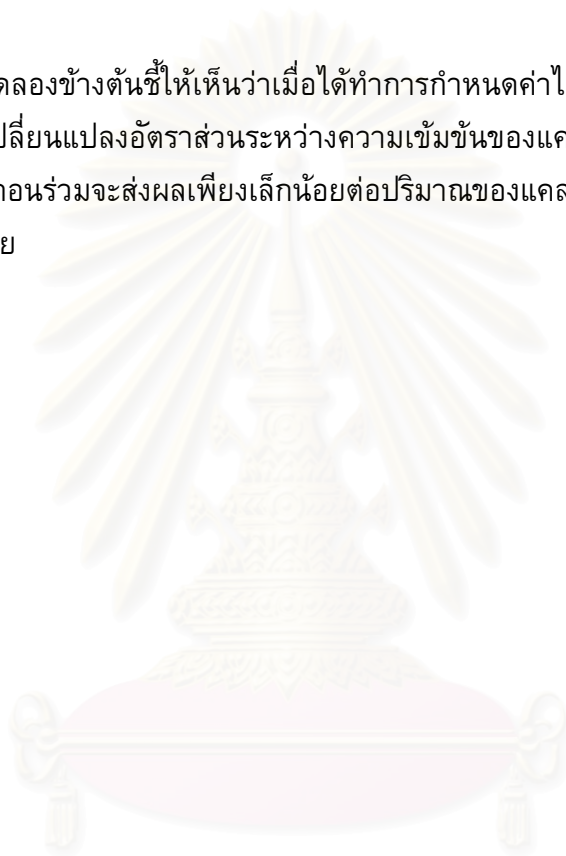 ดลองข้างต้นชี้ให้เห็นว่าเมื่อได้ทำการกำหนดค่าไ
ปลี่ยนแปลงอัตราส่วนระหว่างความเข้มข้นของแค
กอนร่วมจะส่งผลเพียงเล็กน้อยต่อปริมาณของแคล
ย